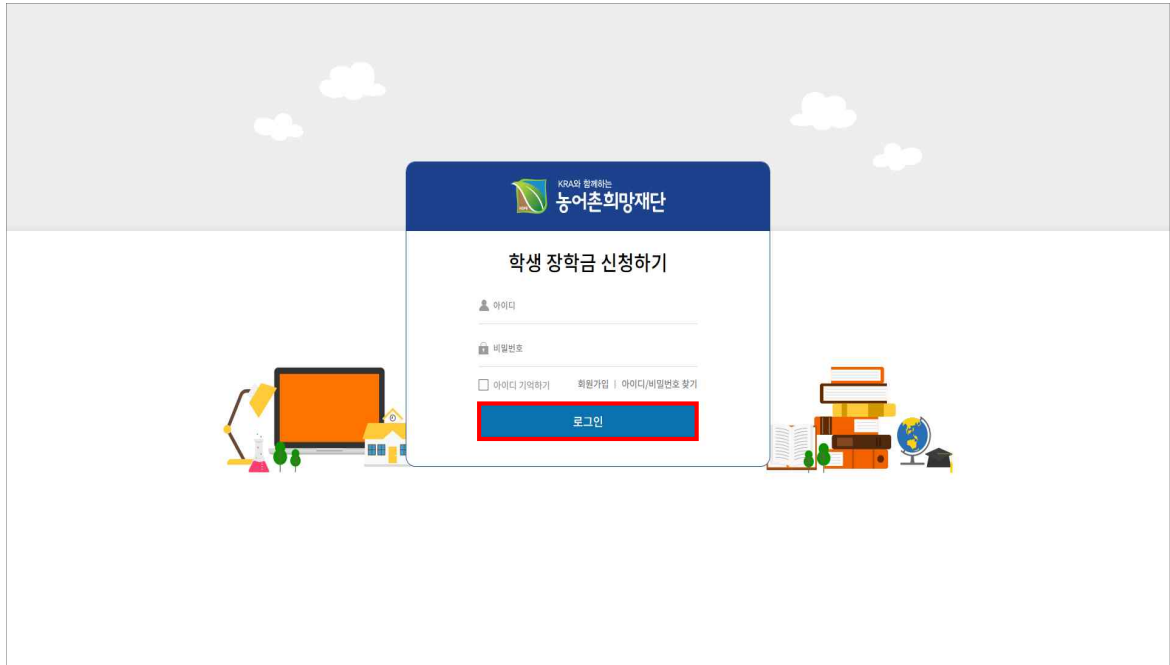 KRA와 함께하는
농어촌희망재단
학생 장학금 신청하기
아이디
비밀번호
아이디 기억하기 회원가입 | 아이디/비밀번호 찾기
로그인